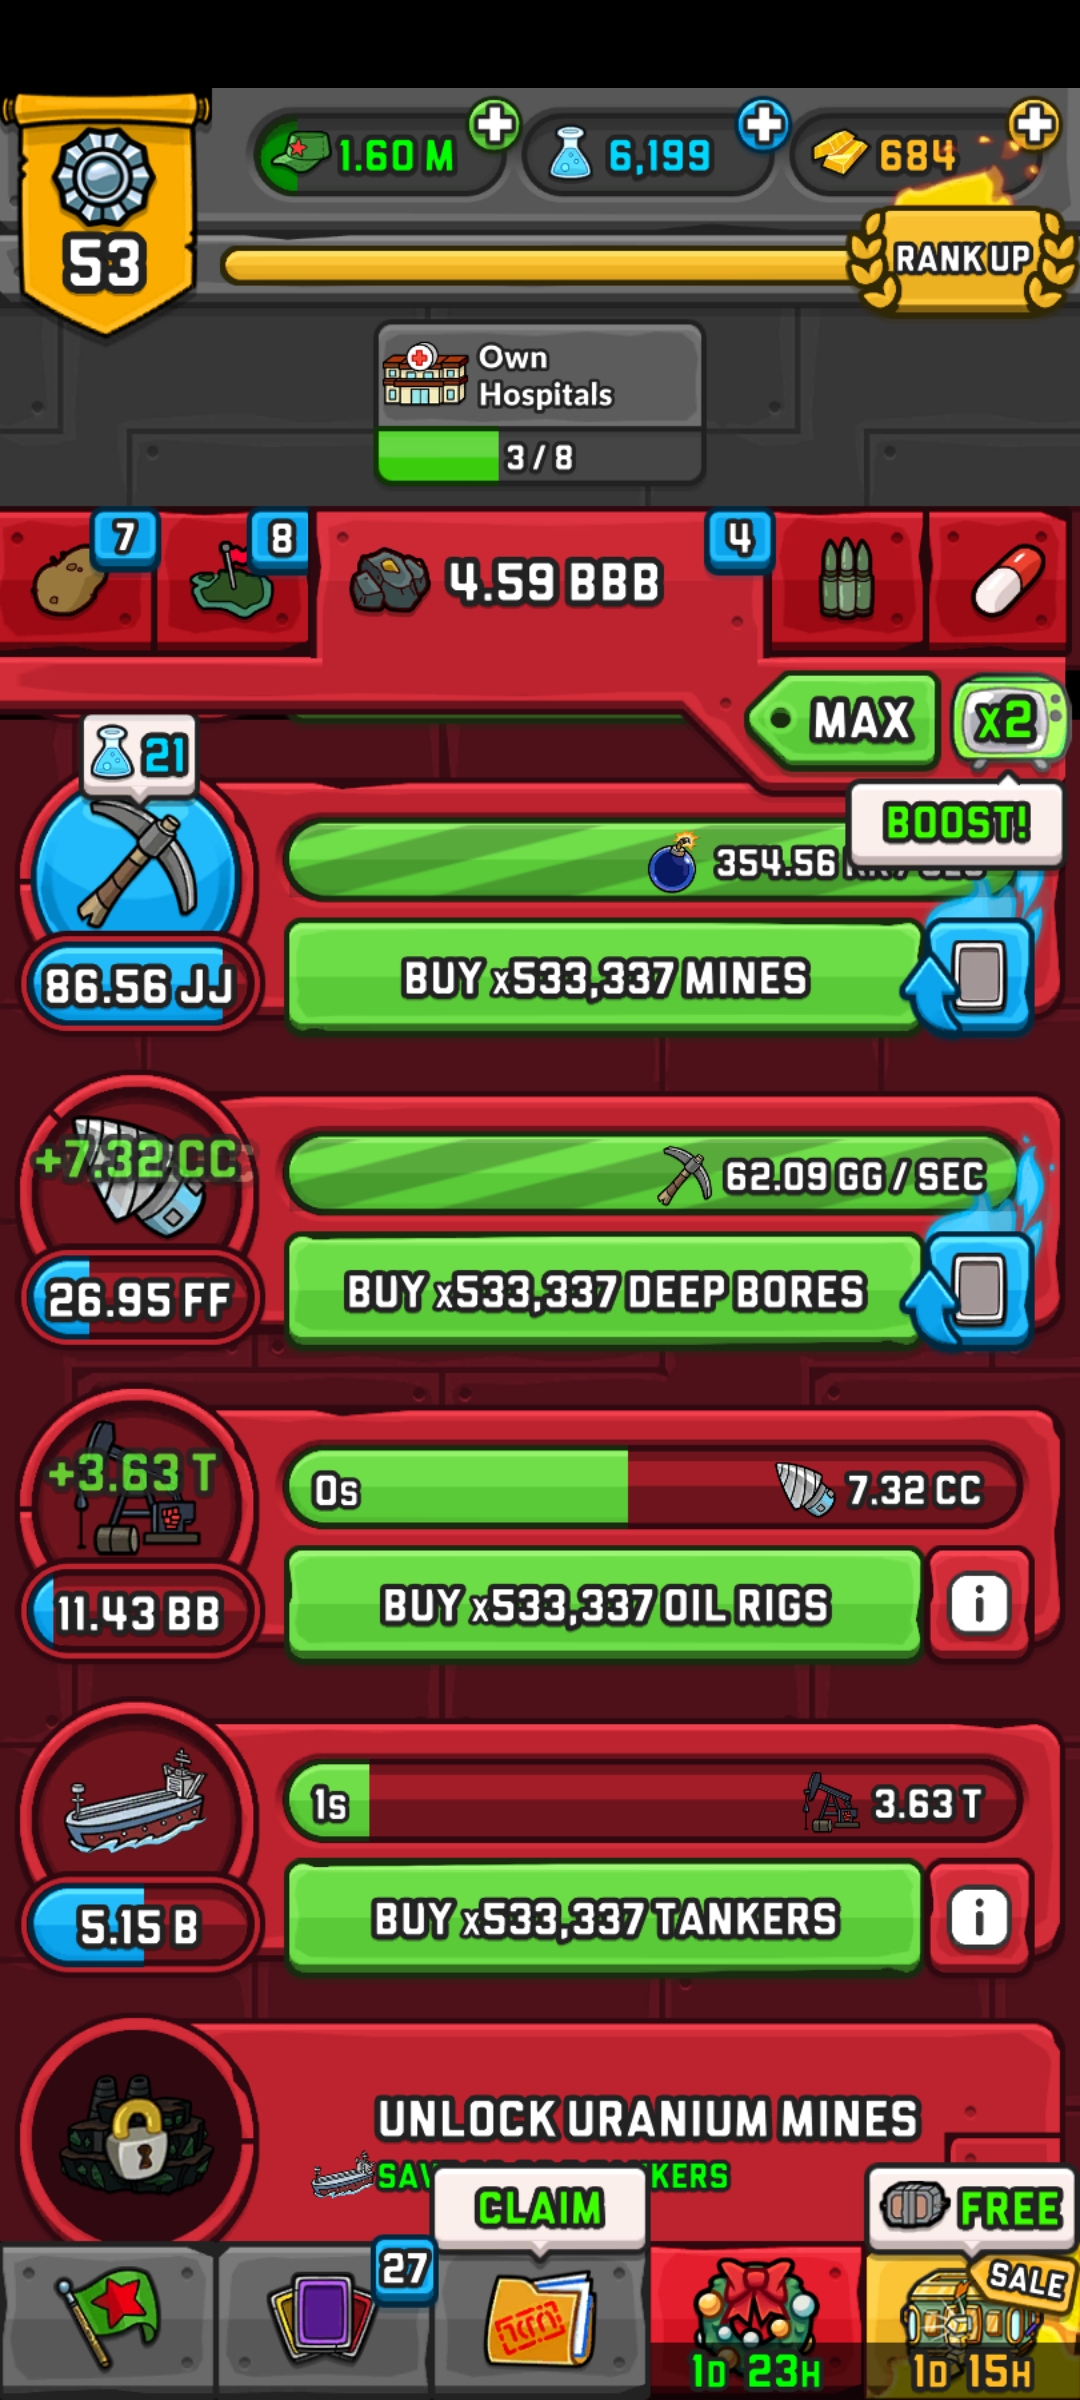 1.60 M
6,199
684
53
RANK UP
Own
Hospitals
3 / 8
7
8
4.59 BBB
4
MAX
x2
BOOST!
21
354.56
86.56 JJ
BUY x533,337 MINES
+7.32 CC
62.09 GG / SEC
26.95 FF
BUY x533,337 DEEP BORES
+3.63 T
0s
7.32 CC
11.43 BB
BUY x533,337 OIL RIGS
i
1s
3.63 T
5.15 B
BUY x533,337 TANKERS
i
UNLOCK URANIUM MINES
CLAIM
FREE
27
SALE
1D 23H
1D 15H